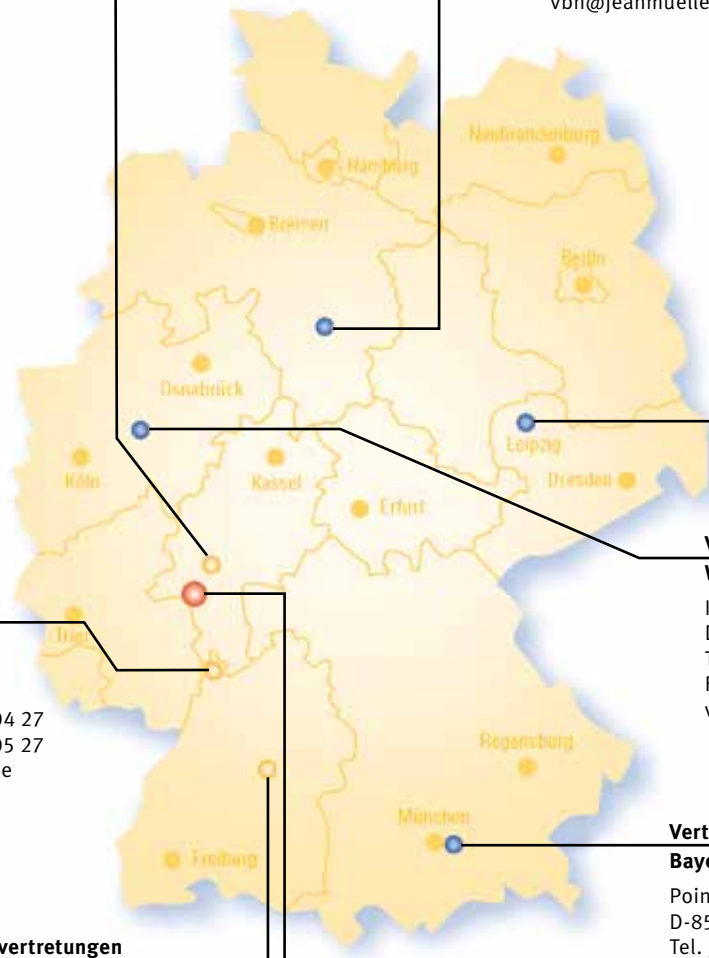 vbh@jeanmuelle
Neubrandenburg
Hamburg
Bremen
Berlin
Osnabrück
Leipzig
Köln
Kassel
Dresden
Erfurt
Trier
04 27
05 27
e
Regensburg
München
Freiburg
Vert
Baye
Poin
D-85
Tel.
vertretungen